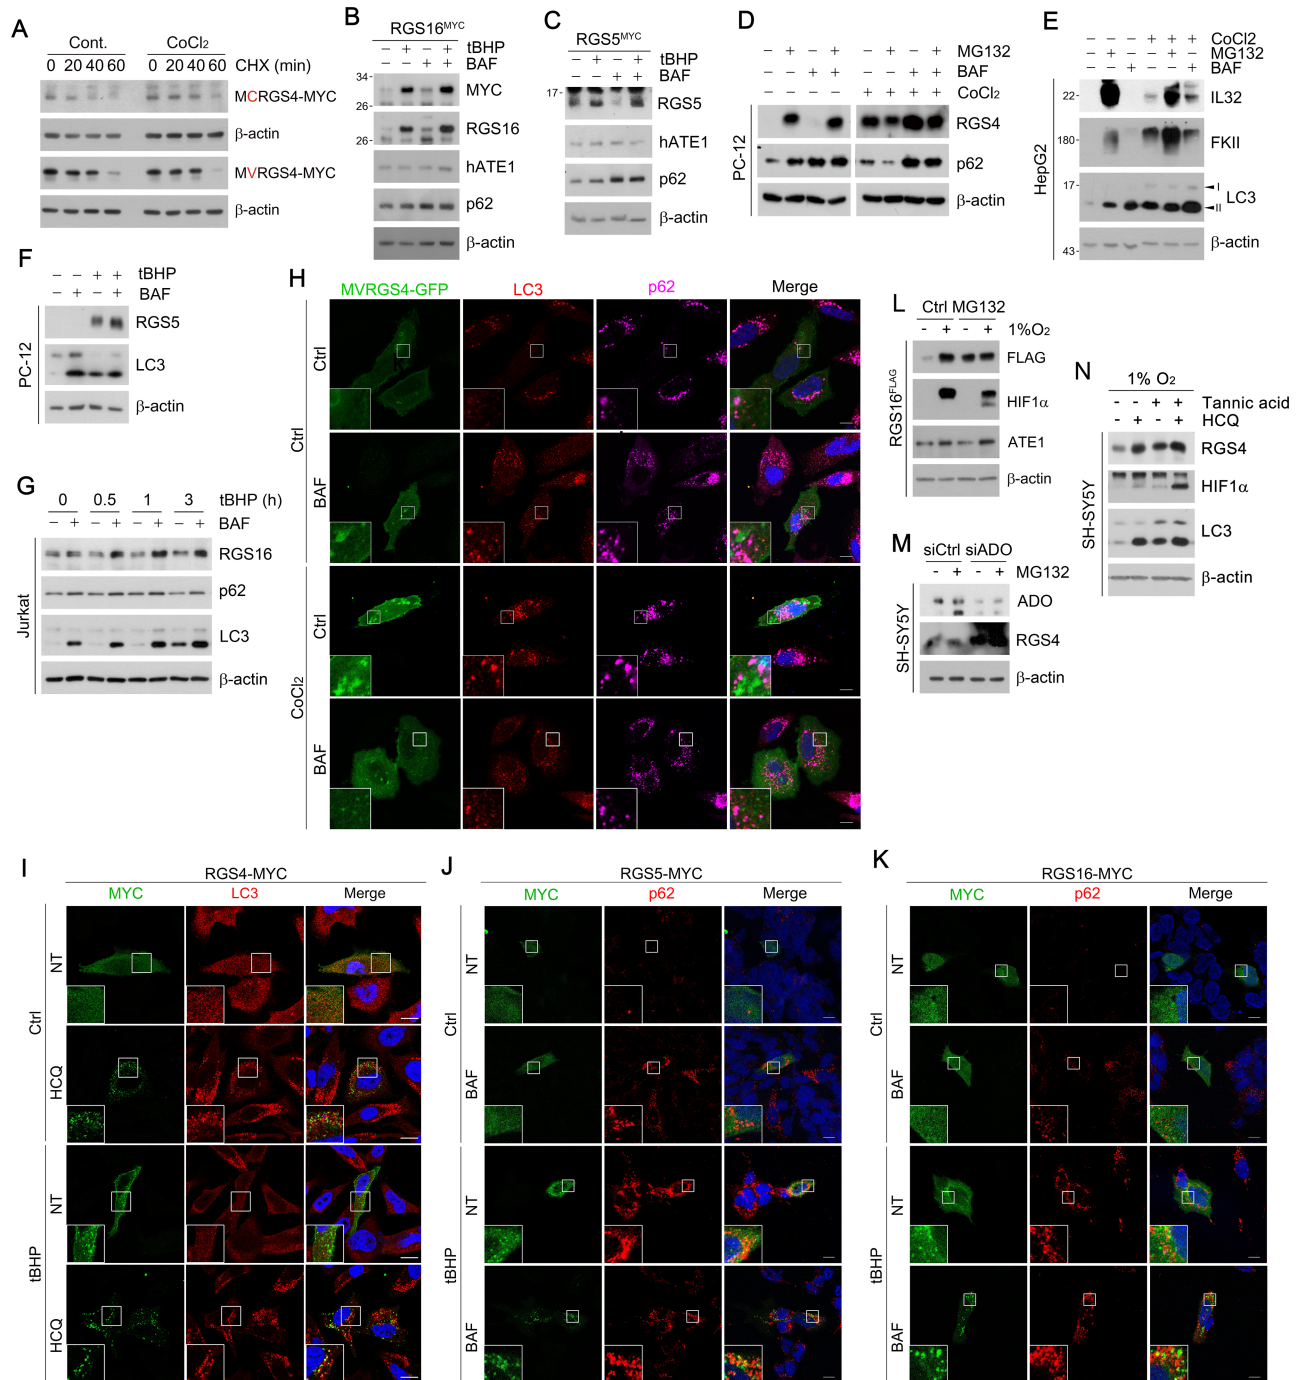 A
Cont. CoCl2
0 20 40 60 0 20 40 60 CHX (min)
MCRGS4-MYC
β-actin
MVRGS4-MYC
β-actin
B
RGS16MYC
- + - + tBHP
- - + + BAF
34
MYC
26
RGS16
26
hATE1
p62
β-actin
C
RGS5MYC
- + - + tBHP
- - + + BAF
17
RGS5
hATE1
p62
β-actin
D
- + - + - + - + MG132
- - + + - - + + BAF
- - - - + + + + CoCl2
PC-12
RGS4
p62
β-actin
E
- - - + + + CoCl2
- + - - + - MG132
- - + - - + BAF
HepG2
22
IL32
180
FKII
17
I
LC3
II
43
β-actin
F
- - + + tBHP
- + - + BAF
PC-12
RGS5
LC3
β-actin
G
0 0.5 1 3 tBHP (h)
- + - + - + - + BAF
Jurkat
RGS16
p62
LC3
β-actin
H
MVRGS4-GFP LC3 p62 Merge
Ctrl
Ctrl
BAF
CoCl2
Ctrl
BAF
L
Ctrl MG132
- + - + 1%O2
RGS16FLAG
FLAG
HIF1α
ATE1
β-actin
M
siCtrl siADO
- + - + MG132
SH-SY5Y
ADO
RGS4
β-actin
N
1% O2
- - + + Tannic acid
- + - + HCQ
SH-SY5Y
RGS4
HIF1α
LC3
β-actin
I
RGS4-MYC
MYC LC3 Merge
Ctrl
NT
HCQ
tBHP
NT
HCQ
J
RGS5-MYC
MYC p62 Merge
Ctrl
NT
BAF
tBHP
NT
BAF
K
RGS16-MYC
MYC p62 Merge
Ctrl
NT
BAF
tBHP
NT
BAF